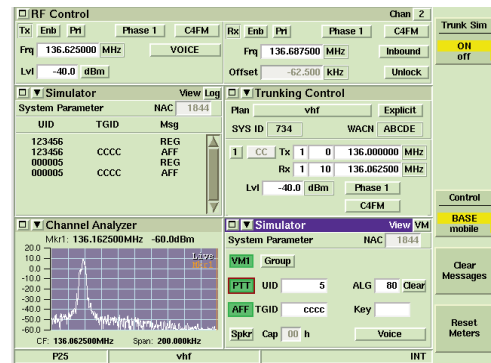 RF Control Chan 2
Tx Enb Pri Phase 1 C4FM
Frq 136.625000 MHz VOICE
Lvl -40.0 dBm
Rx Enb Pri Phase 1 C4FM
Frq 136.687500 MHz Inbound
Offset -62.500 kHz Unlock
Simulator View Log
System Parameter NAC 1844
UID TGID Msg
123456 REG
123456 CCCC AFF
000005 REG
000005 CCCC AFF
Trunking Control
Plan vhf Explicit
SYS ID 734 WACN ABCDE
1 CC Tx 1 0 136.000000 MHz
Rx 1 10 136.062500 MHz
Lvl -40.0 dBm Phase 1
C4FM
Channel Analyzer
Mkr1: 136.162500MHz -60.0dBm
Live
20.0
10.0
0.0
-10.0
-20.0
-30.0
-40.0
-50.0
-60.0
CF: 136.062500MHz Span: 200.000kHz
Simulator View VM
System Parameter NAC 1844
VM1 Group
PTT UID 5 ALG 80 Clear
AFF TGID cccc Key
Spkr Cap 00 h Voice
P25 vhf INT
Trunk Sim
ON
off
Control
BASE
mobile
Clear
Messages
Reset
Meters